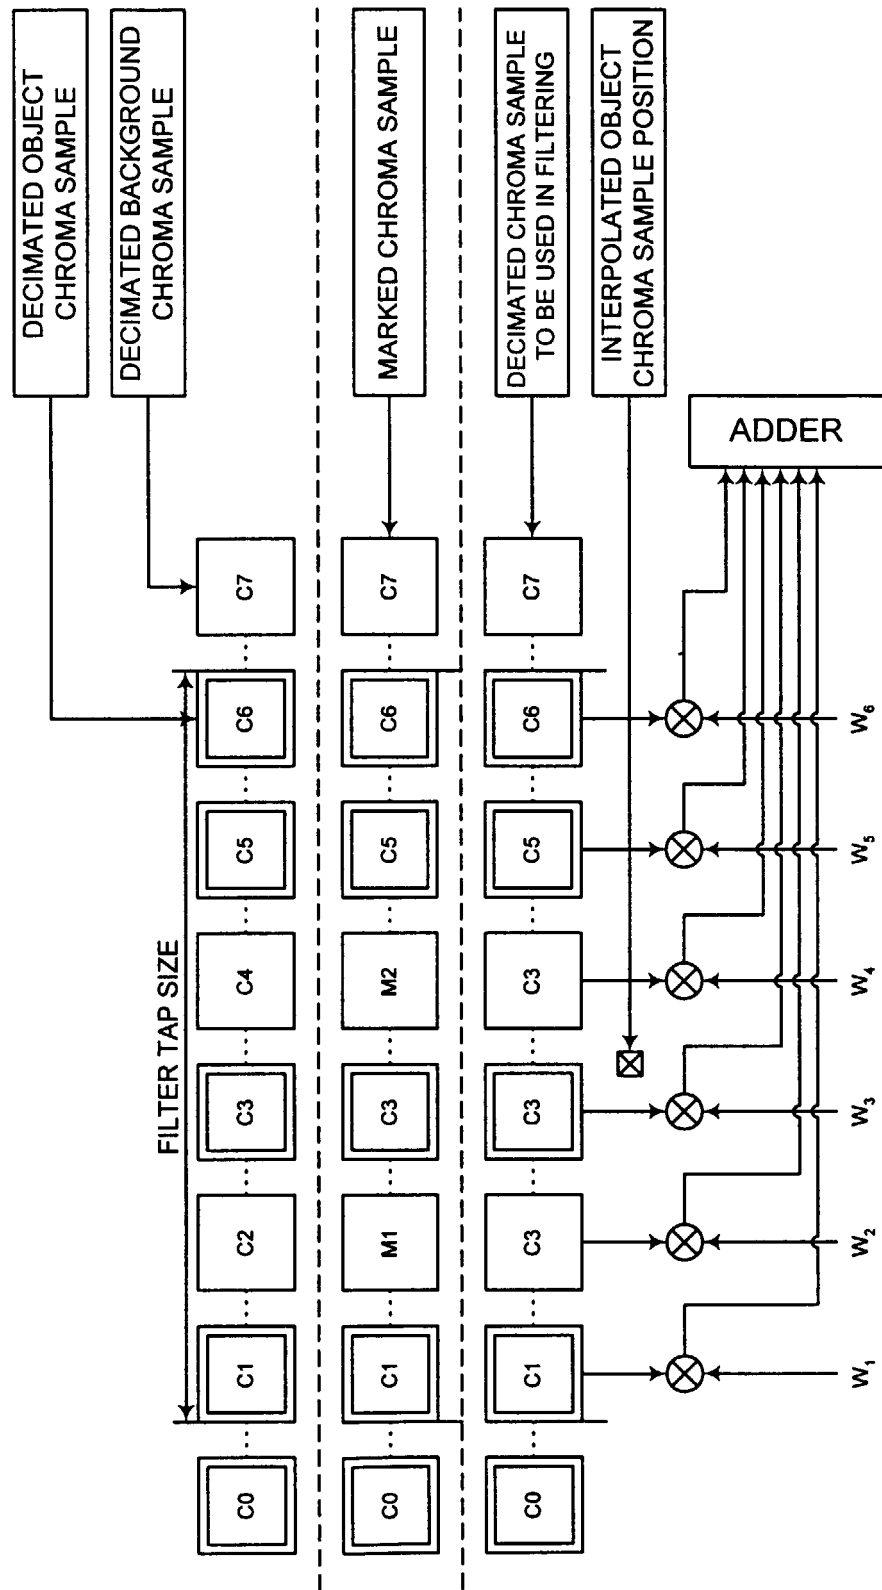 DECIMATED OBJECT
CHROMA SAMPLE
DECIMATED BACKGROUND
CHROMA SAMPLE
MARKED CHROMA SAMPLE
DECIMATED CHROMA SAMPLE
TO BE USED IN FILTERING
INTERPOLATED OBJECT
CHROMA SAMPLE POSITION
ADDER
FILTER TAP SIZE
C0 C1 C2 C3 C4 C5 C6 C7
C0 C1 M1 C3 M2 C5 C6 C7
C0 C1 C3 C3 C3 C5 C6 C7
W1 W2 W3 W4 W5 W6